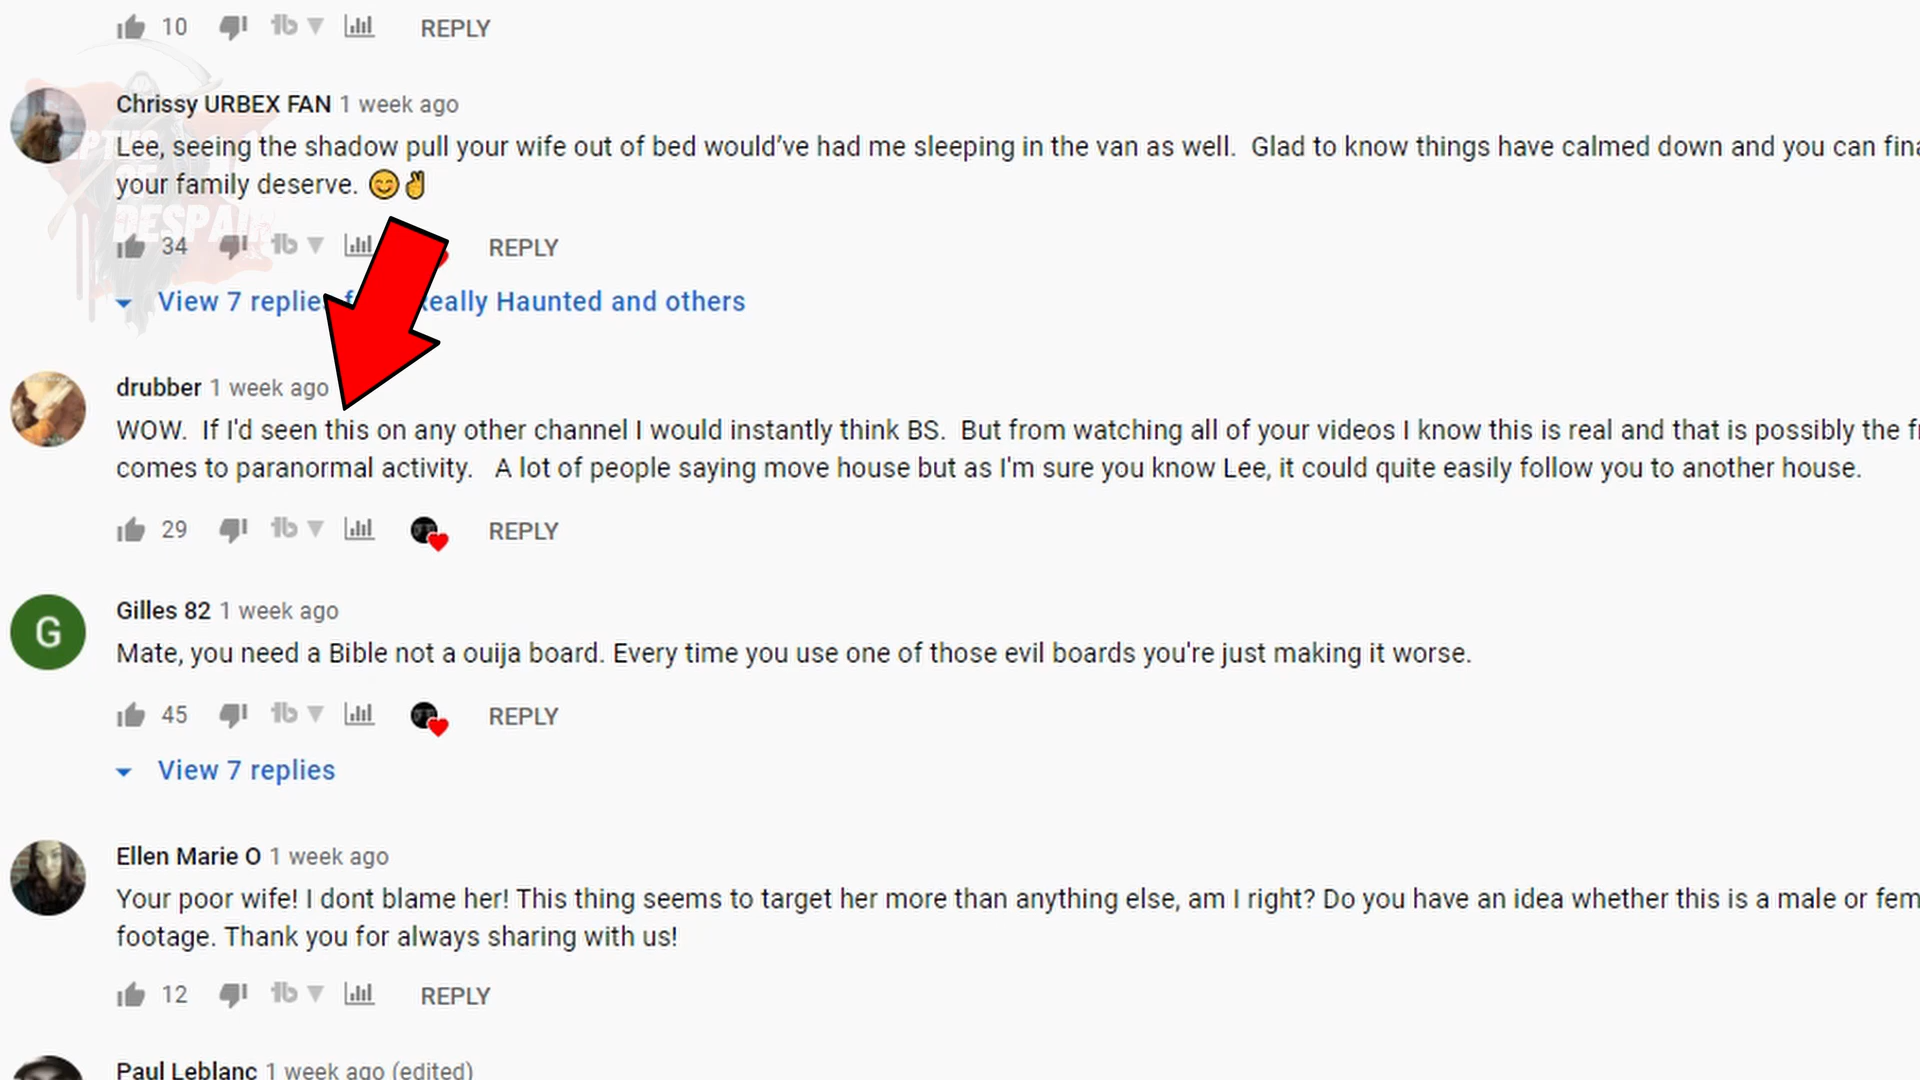 10 REPLY
Chrissy URBEX FAN 1 week ago
Lee, seeing the shadow pull your wife out of bed would've had me sleeping in the van as well. Glad to know things have calmed down and you can
your family deserve. 😊✌
34 REPLY
View 7 Haunted and others
drubber 1 week ago
WOW. If I'd seen this on any other channel I would instantly think BS. But from watching all of your videos I know this is real and that is possibly the
comes to paranormal activity. A lot of people saying move house but as I'm sure you know Lee, it could quite easily follow you to another house.
29 REPLY
G
Gilles 82 1 week ago
Mate, you need a Bible not a ouija board. Every time you use one of those evil boards you're just making it worse.
45 REPLY
View 7 replies
Ellen Marie O 1 week ago
Your poor wife! I dont blame her! This thing seems to target her more than anything else, am I right? Do you have an idea whether this is a male or
footage. Thank you for always sharing with us!
12 REPLY
Paul Leblanc 1 week ago (edited)
OF
DESPAIR